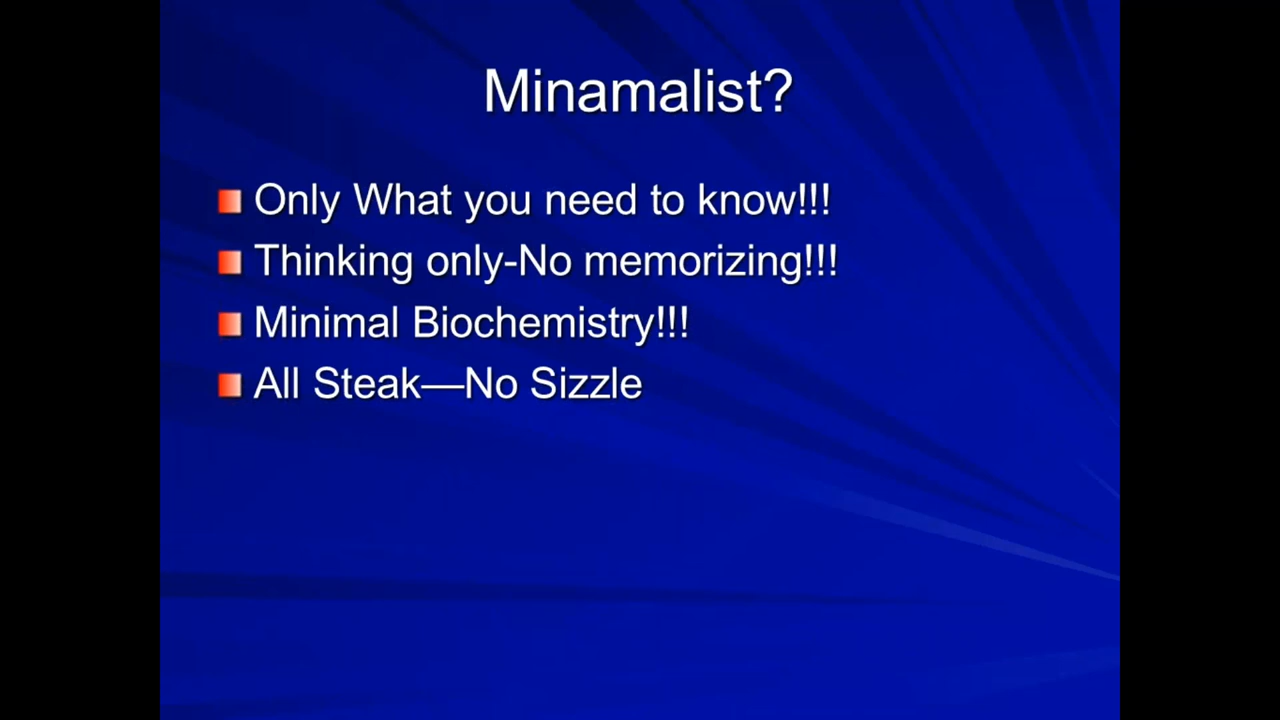 Minamalist?
Only What you need to know!!!
Thinking only-No memorizing!!!
Minimal Biochemistry!!!
All Steak—No Sizzle